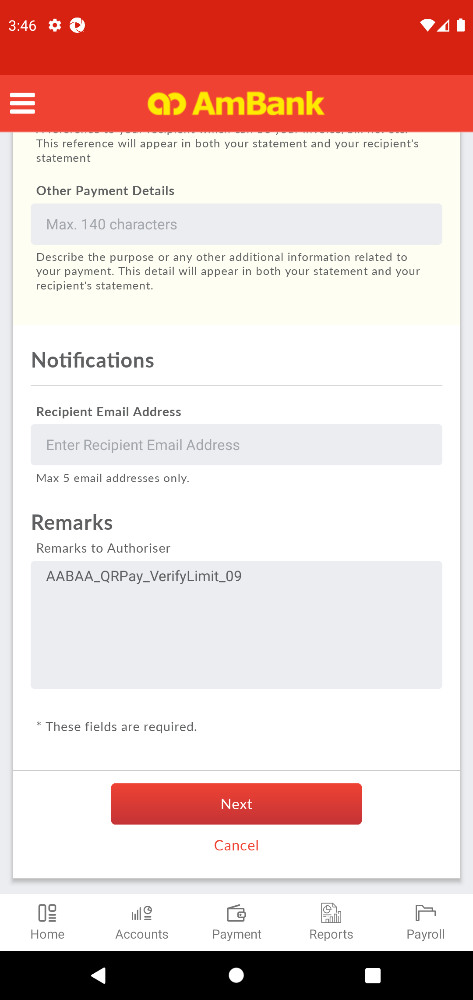 3:46
AmBank
This reference will appear in both your statement and your recipient's
statement
Other Payment Details
Max. 140 characters
Describe the purpose or any other additional information related to
your payment. This detail will appear in both your statement and your
recipient's statement.
Notifications
Recipient Email Address
Enter Recipient Email Address
Max 5 email addresses only.
Remarks
Remarks to Authoriser
AABAA_QRPay_VerifyLimit_09
* These fields are required.
Next
Cancel
Home
Accounts
Payment
Reports
Payroll